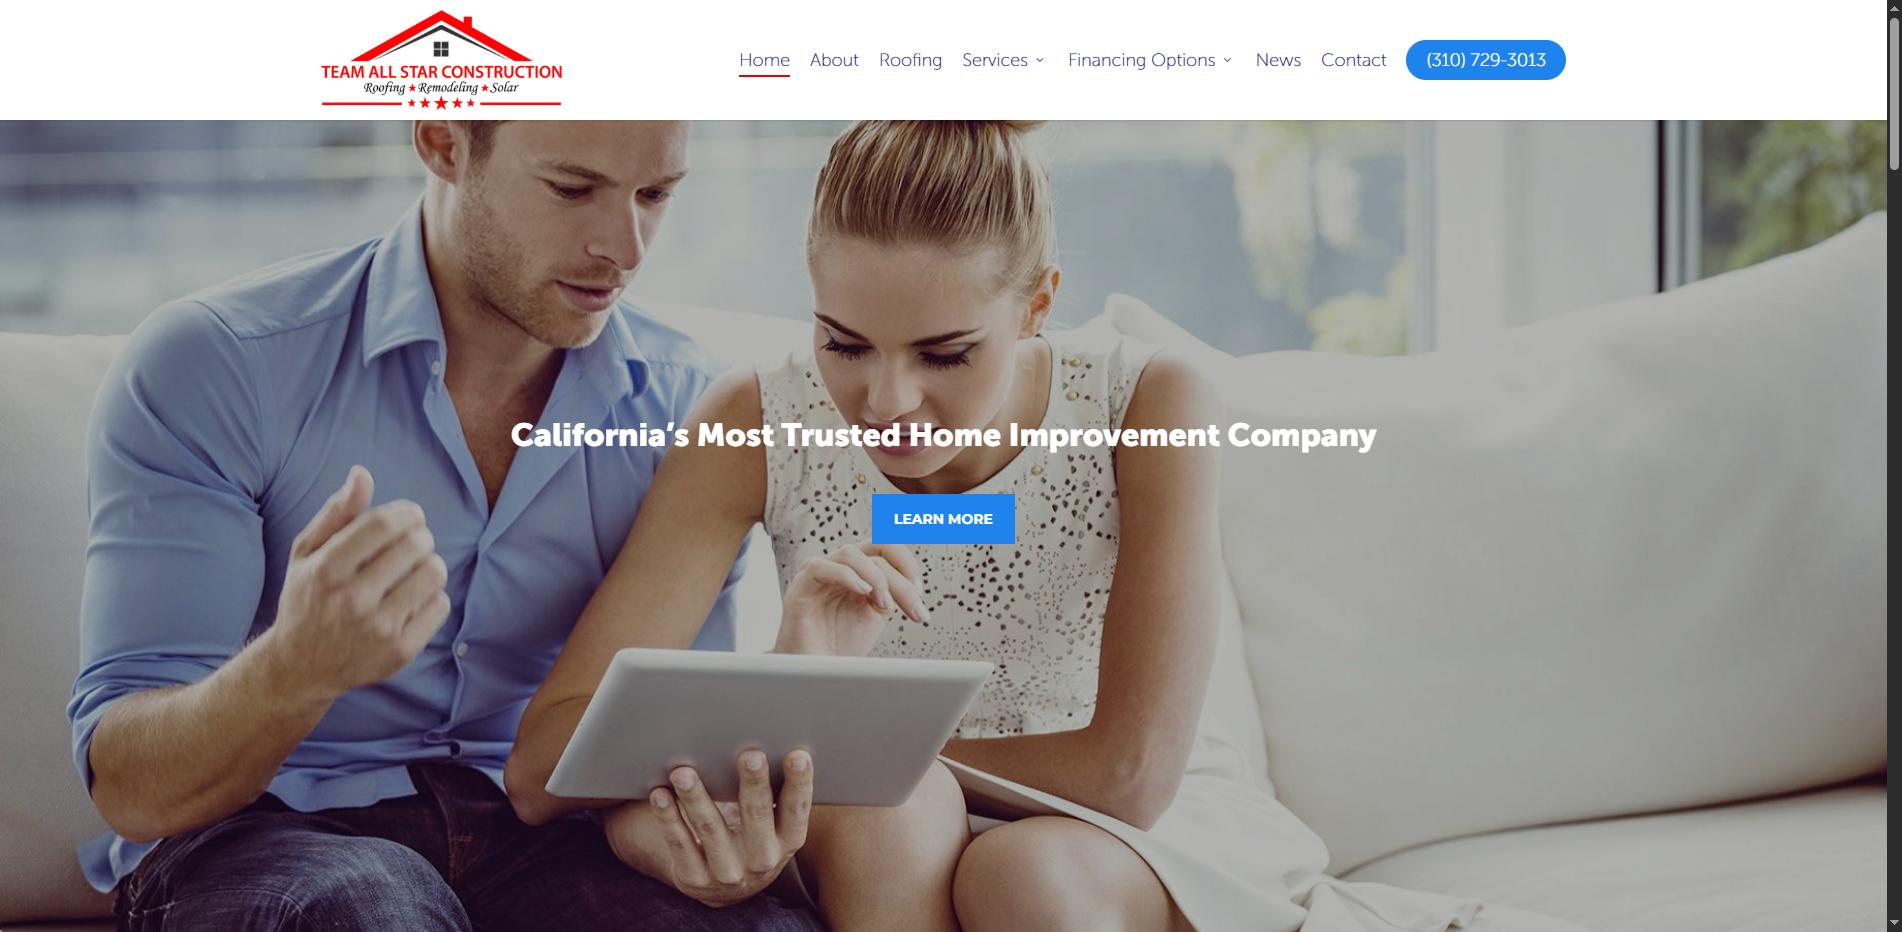 TEAM ALL STAR CONSTRUCTION
Roofing ★ Remodeling ★ Solar
Home About Roofing Services Financing Options News Contact (310) 729-3013
California's Most Trusted Home Improvement Company
LEARN MORE